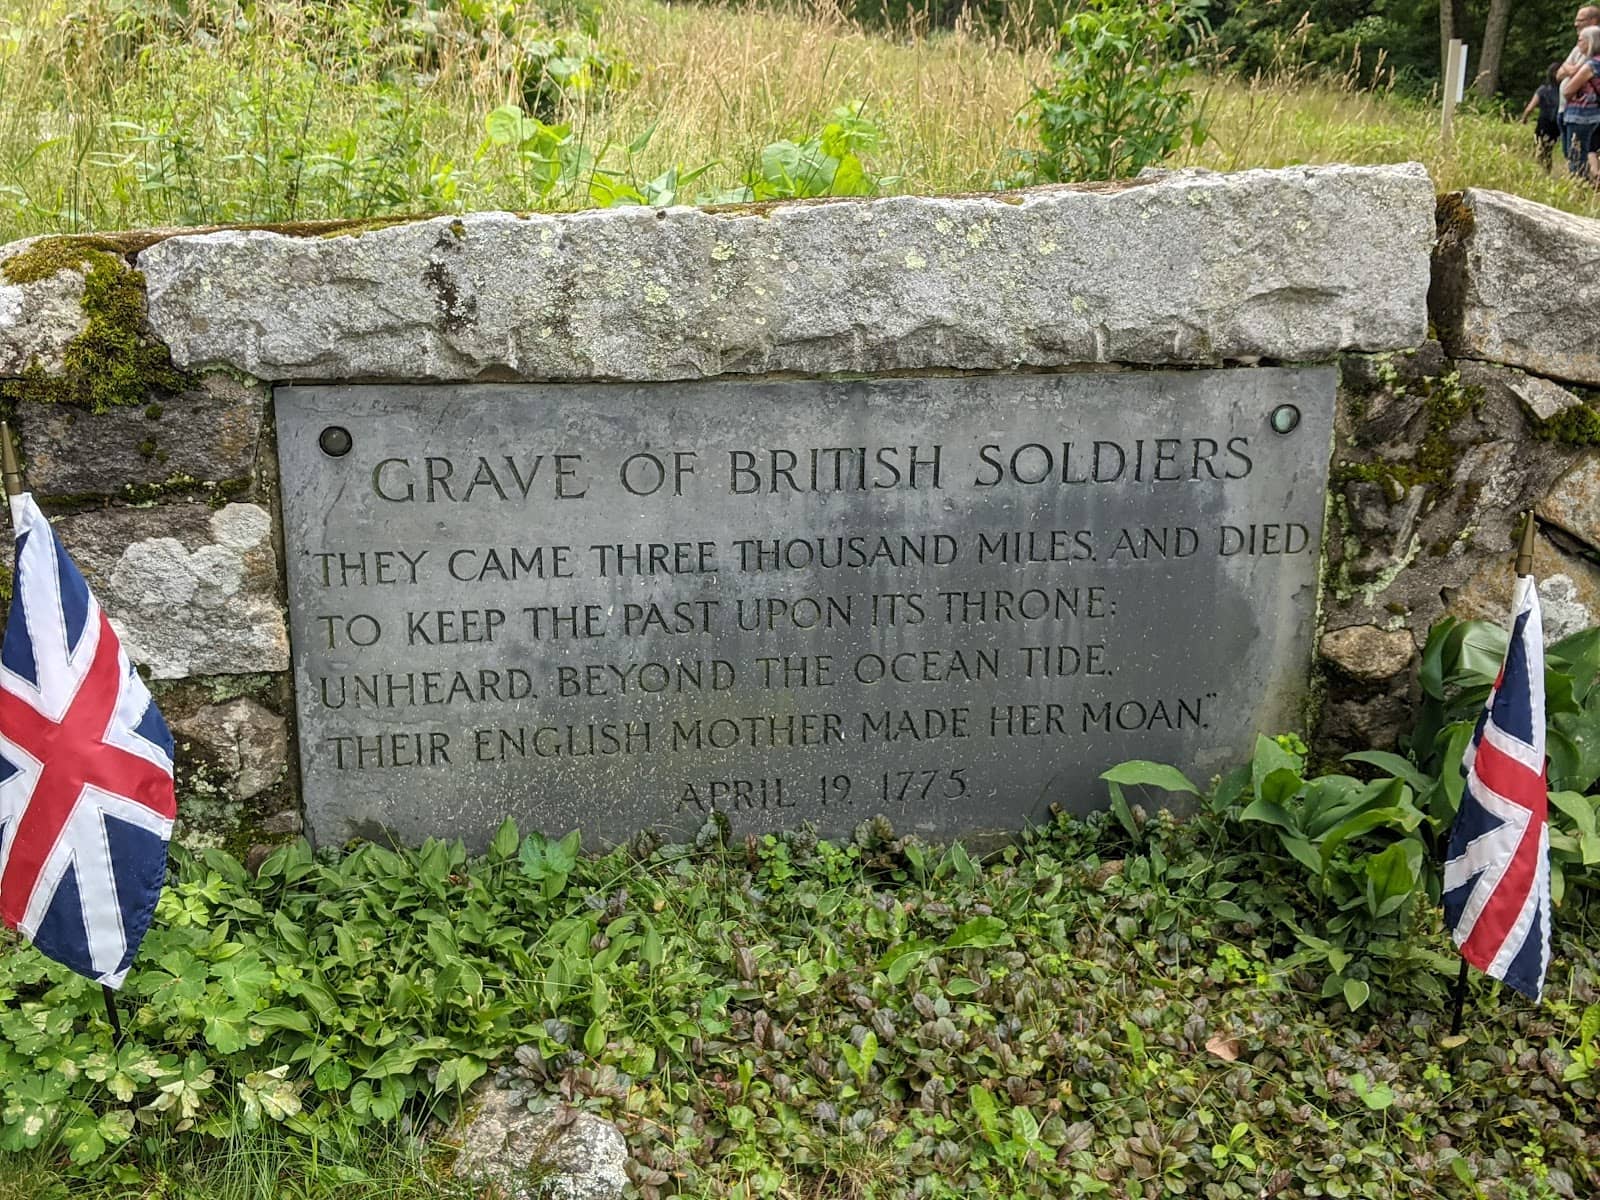 GRAVE OF BRITISH SOLDIERS
"THEY CAME THREE THOUSAND MILES, AND DIED,
TO KEEP THE PAST UPON ITS THRONE;
UNHEARD, BEYOND THE OCEAN TIDE,
THEIR ENGLISH MOTHER MADE HER MOAN."
APRIL 19, 1775.